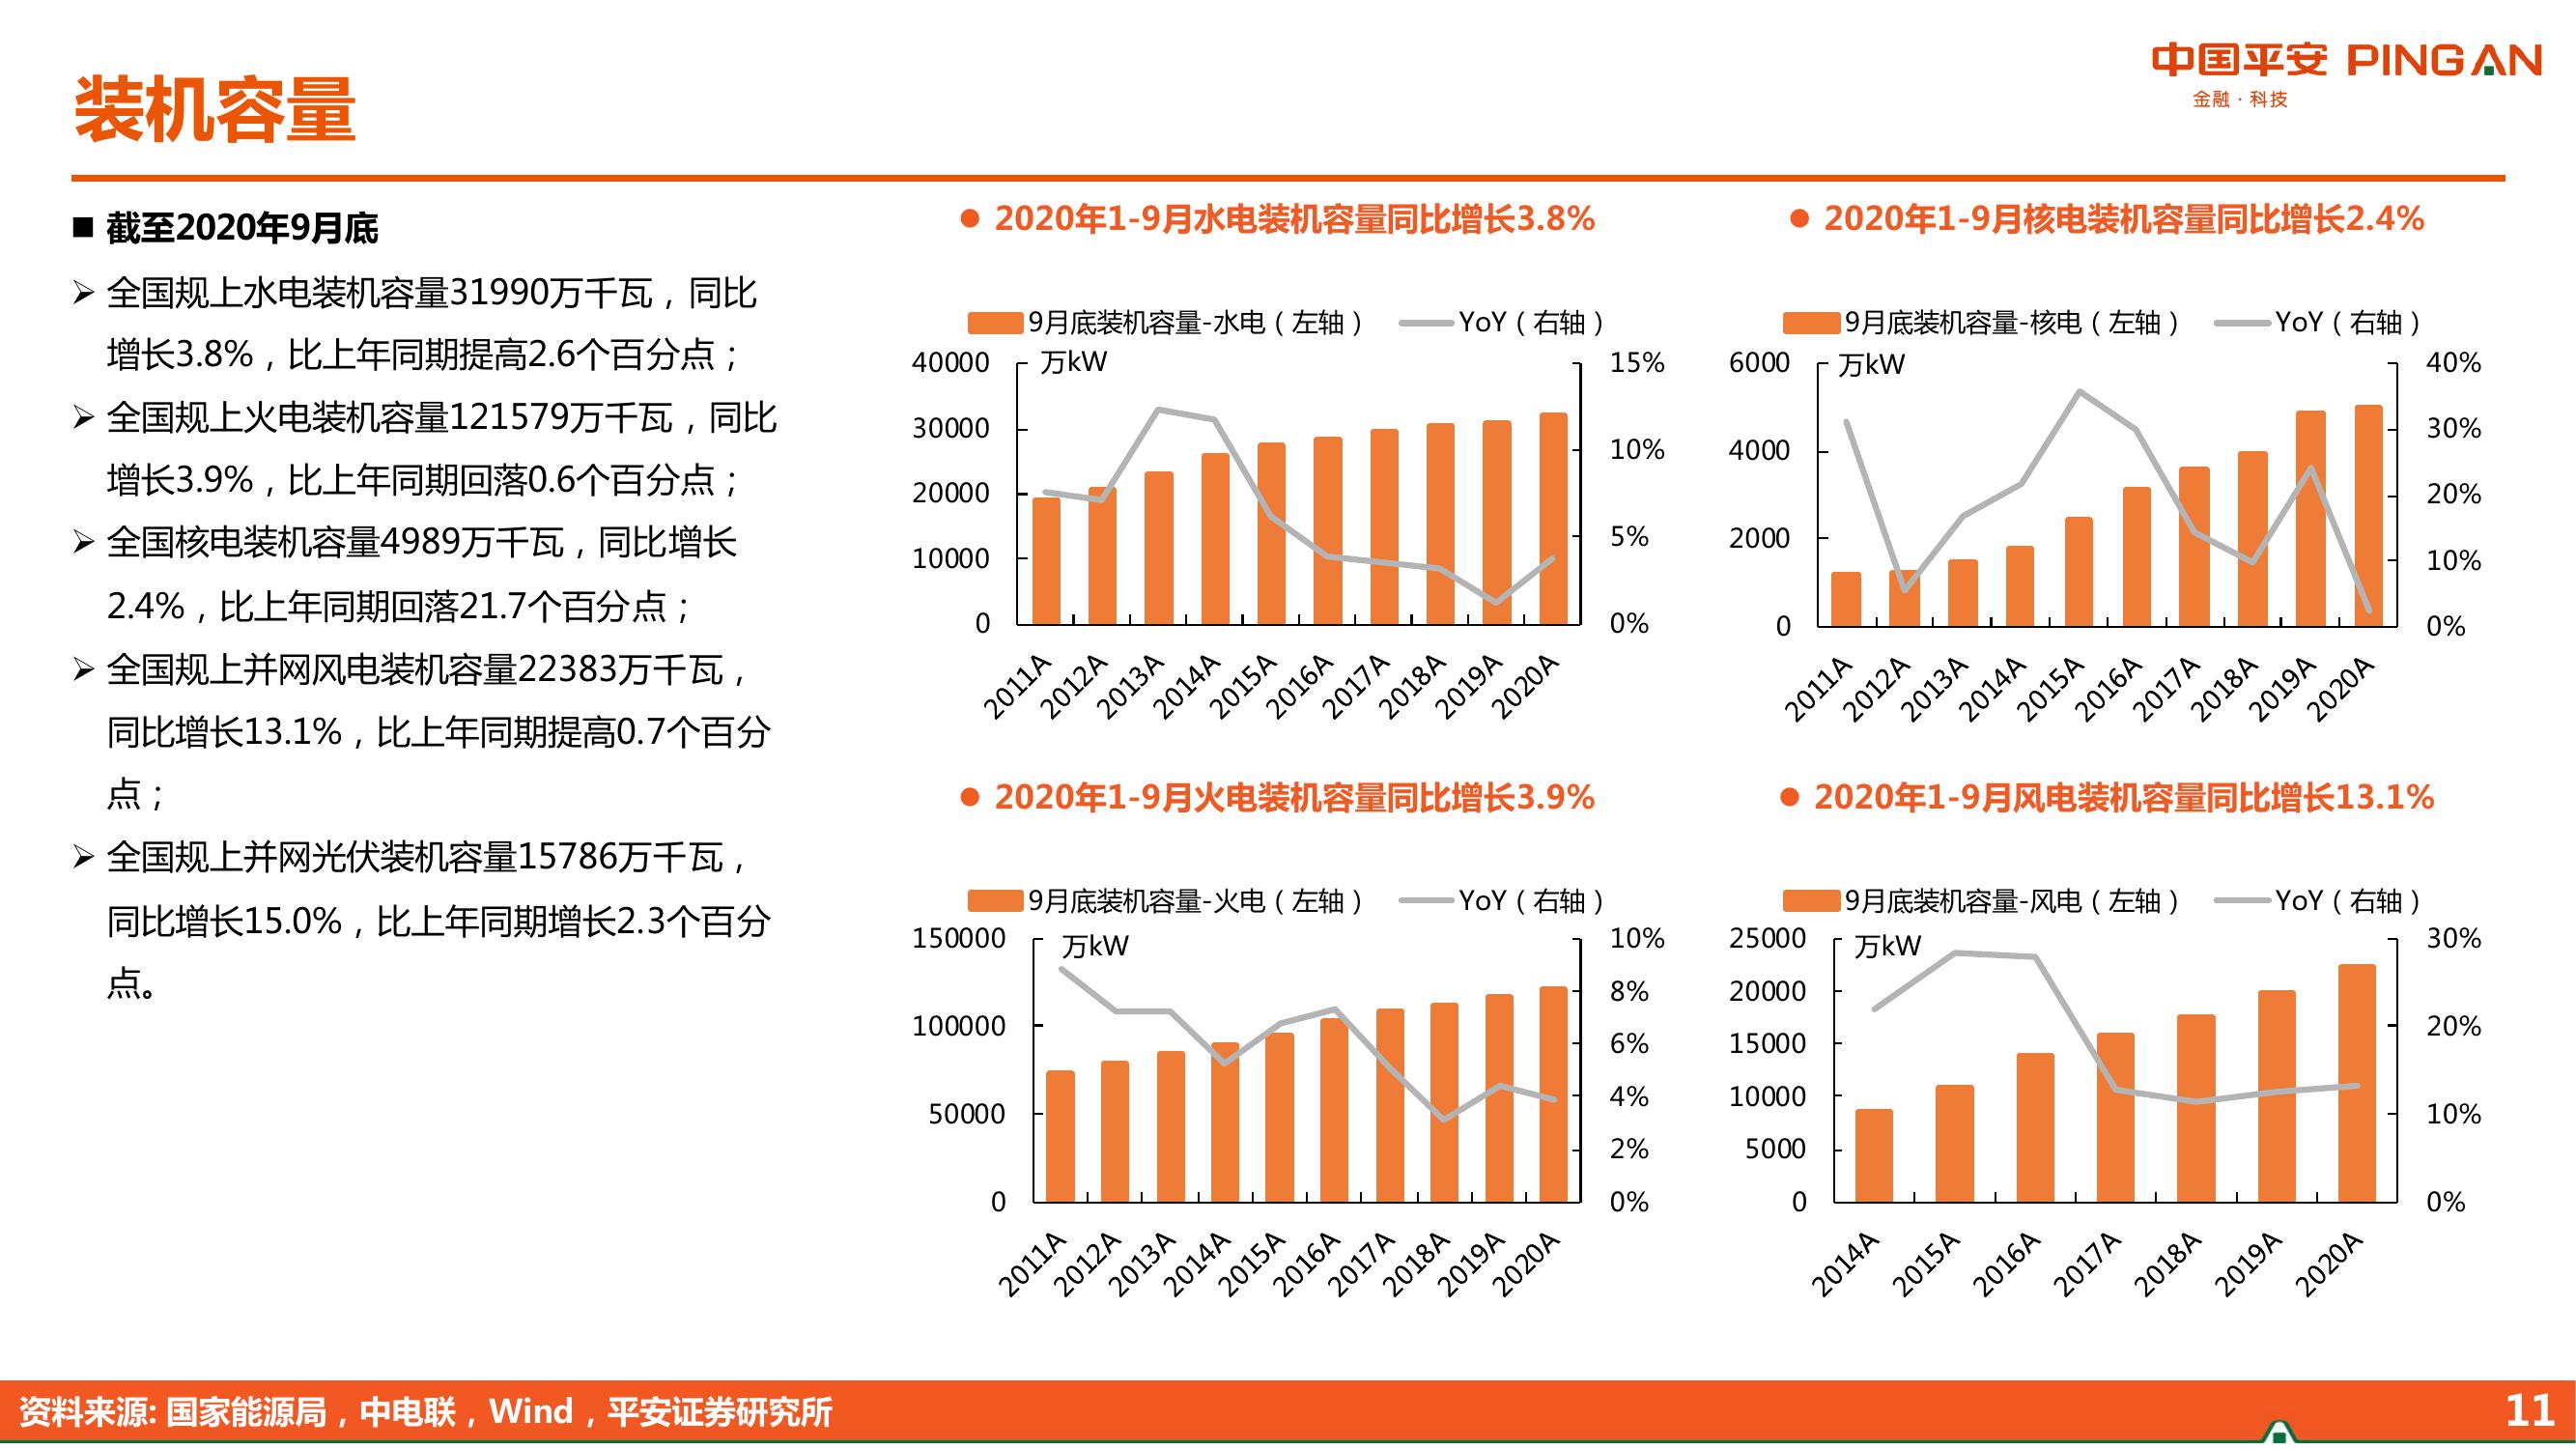 装机容量
中国平安 PINGAN
金融·科技
■ 截至2020年9月底
➢ 全国规上水电装机容量31990万千瓦，同比
增长3.8%，比上年同期提高2.6个百分点；
➢ 全国规上火电装机容量121579万千瓦，同比
增长3.9%，比上年同期回落0.6个百分点；
➢ 全国核电装机容量4989万千瓦，同比增长
2.4%，比上年同期回落21.7个百分点；
➢ 全国规上并网风电装机容量22383万千瓦，
同比增长13.1%，比上年同期提高0.7个百分
点；
➢ 全国规上并网光伏装机容量15786万千瓦，
同比增长15.0%，比上年同期增长2.3个百分
点。
● 2020年1-9月水电装机容量同比增长3.8%
9月底装机容量-水电（左轴） YoY（右轴）
万kW
40000
30000
20000
10000
0
15%
10%
5%
0%
2011A 2012A 2013A 2014A 2015A 2016A 2017A 2018A 2019A 2020A
● 2020年1-9月核电装机容量同比增长2.4%
9月底装机容量-核电（左轴） YoY（右轴）
万kW
6000
4000
2000
0
40%
30%
20%
10%
0%
2011A 2012A 2013A 2014A 2015A 2016A 2017A 2018A 2019A 2020A
● 2020年1-9月火电装机容量同比增长3.9%
9月底装机容量-火电（左轴） YoY（右轴）
万kW
150000
100000
50000
0
10%
8%
6%
4%
2%
0%
2011A 2012A 2013A 2014A 2015A 2016A 2017A 2018A 2019A 2020A
● 2020年1-9月风电装机容量同比增长13.1%
9月底装机容量-风电（左轴） YoY（右轴）
万kW
25000
20000
15000
10000
5000
0
30%
20%
10%
0%
2014A 2015A 2016A 2017A 2018A 2019A 2020A
资料来源: 国家能源局，中电联，Wind，平安证券研究所
11